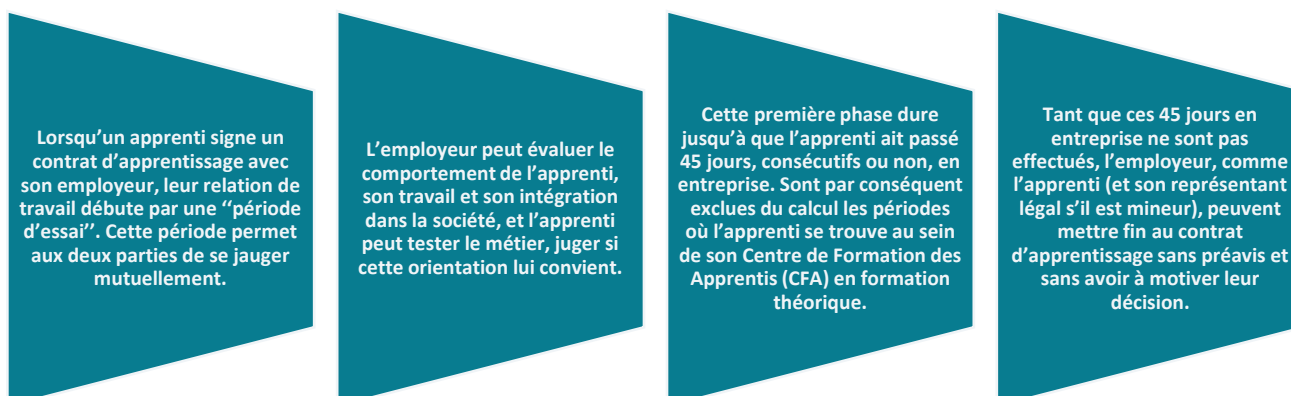 Lorsqu’un apprenti signe un
contrat d’apprentissage avec
son employeur, leur relation de
travail débute par une ‘‘période
d’essai’’. Cette période permet
aux deux parties de se jauger
mutuellement.
L’employeur peut évaluer le
comportement de l’apprenti,
son travail et son intégration
dans la société, et l’apprenti
peut tester le métier, juger si
cette orientation lui convient.
Cette première phase dure
jusqu’à que l’apprenti ait passé
45 jours, consécutifs ou non, en
entreprise. Sont par conséquent
exclues du calcul les périodes
où l’apprenti se trouve au sein
de son Centre de Formation des
Apprentis (CFA) en formation
théorique.
Tant que ces 45 jours en
entreprise ne sont pas
effectués, l’employeur, comme
l’apprenti (et son représentant
légal s’il est mineur), peuvent
mettre fin au contrat
d’apprentissage sans préavis et
sans avoir à motiver leur
décision.